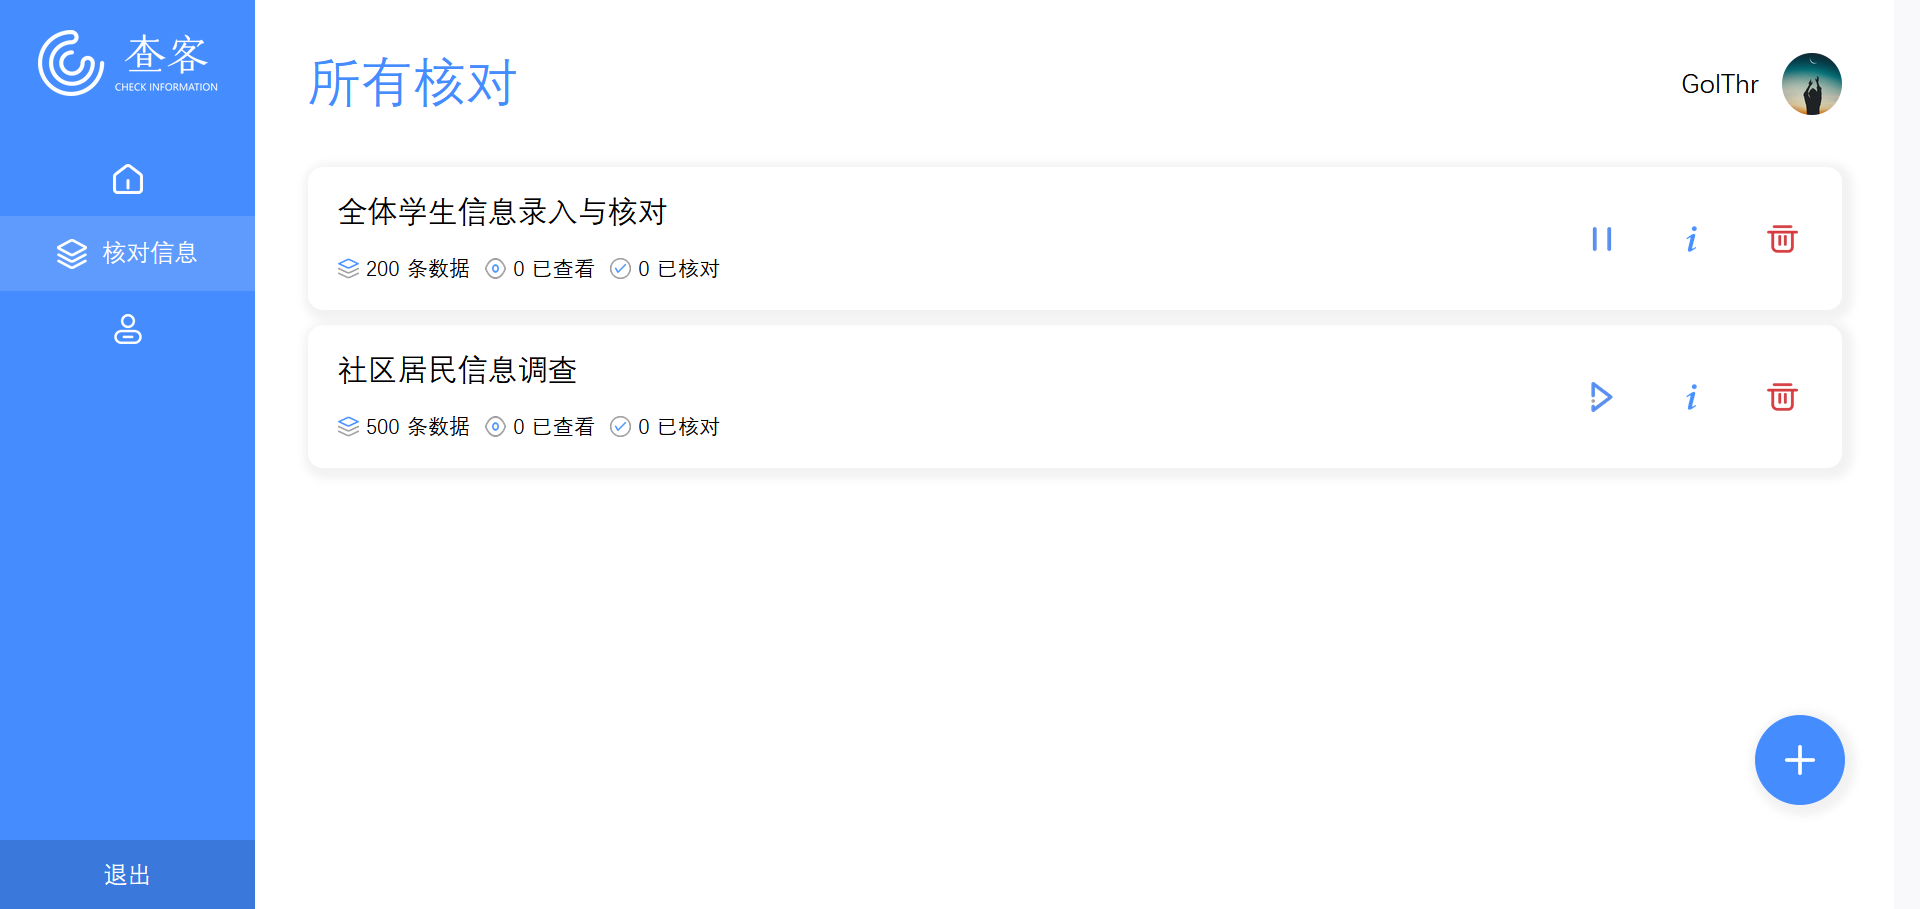 查客
CHECK INFORMATION
核对信息
退出
所有核对
GolThr
全体学生信息录入与核对
200 条数据 0 已查看 0 已核对
社区居民信息调查
500 条数据 0 已查看 0 已核对